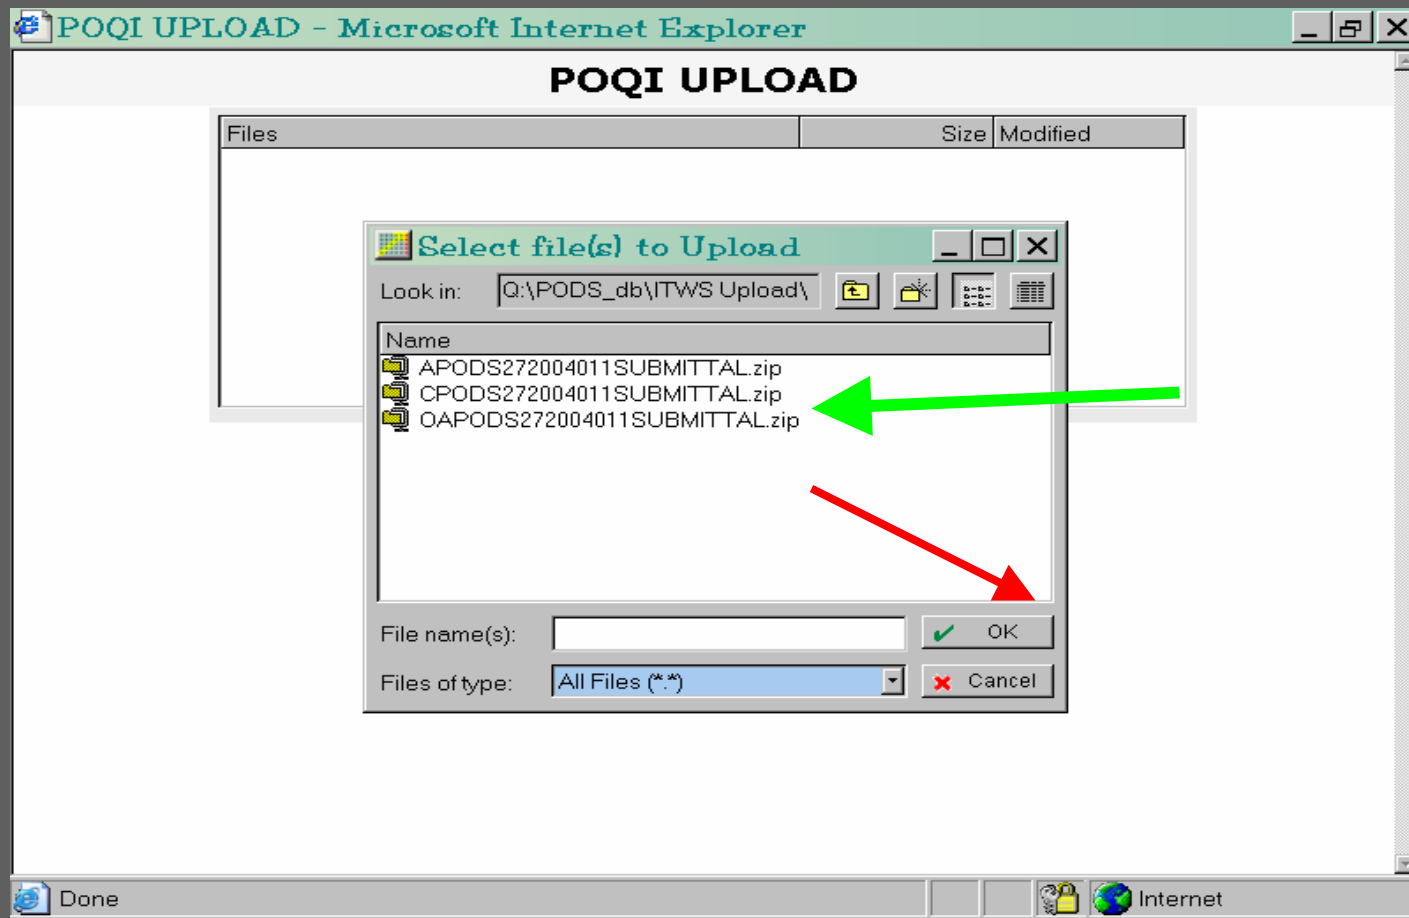 POQI UPLOAD - Microsoft Internet Explorer
POQI UPLOAD
Files Size Modified
Select file(s) to Upload
Look in: Q:\PODS_db\ITWS Upload\
Name
APODS272004011SUBMITTAL.zip
CPODS272004011SUBMITTAL.zip
OAPODS272004011SUBMITTAL.zip
File name(s): OK
Files of type: All Files (*.*) Cancel
Done Internet